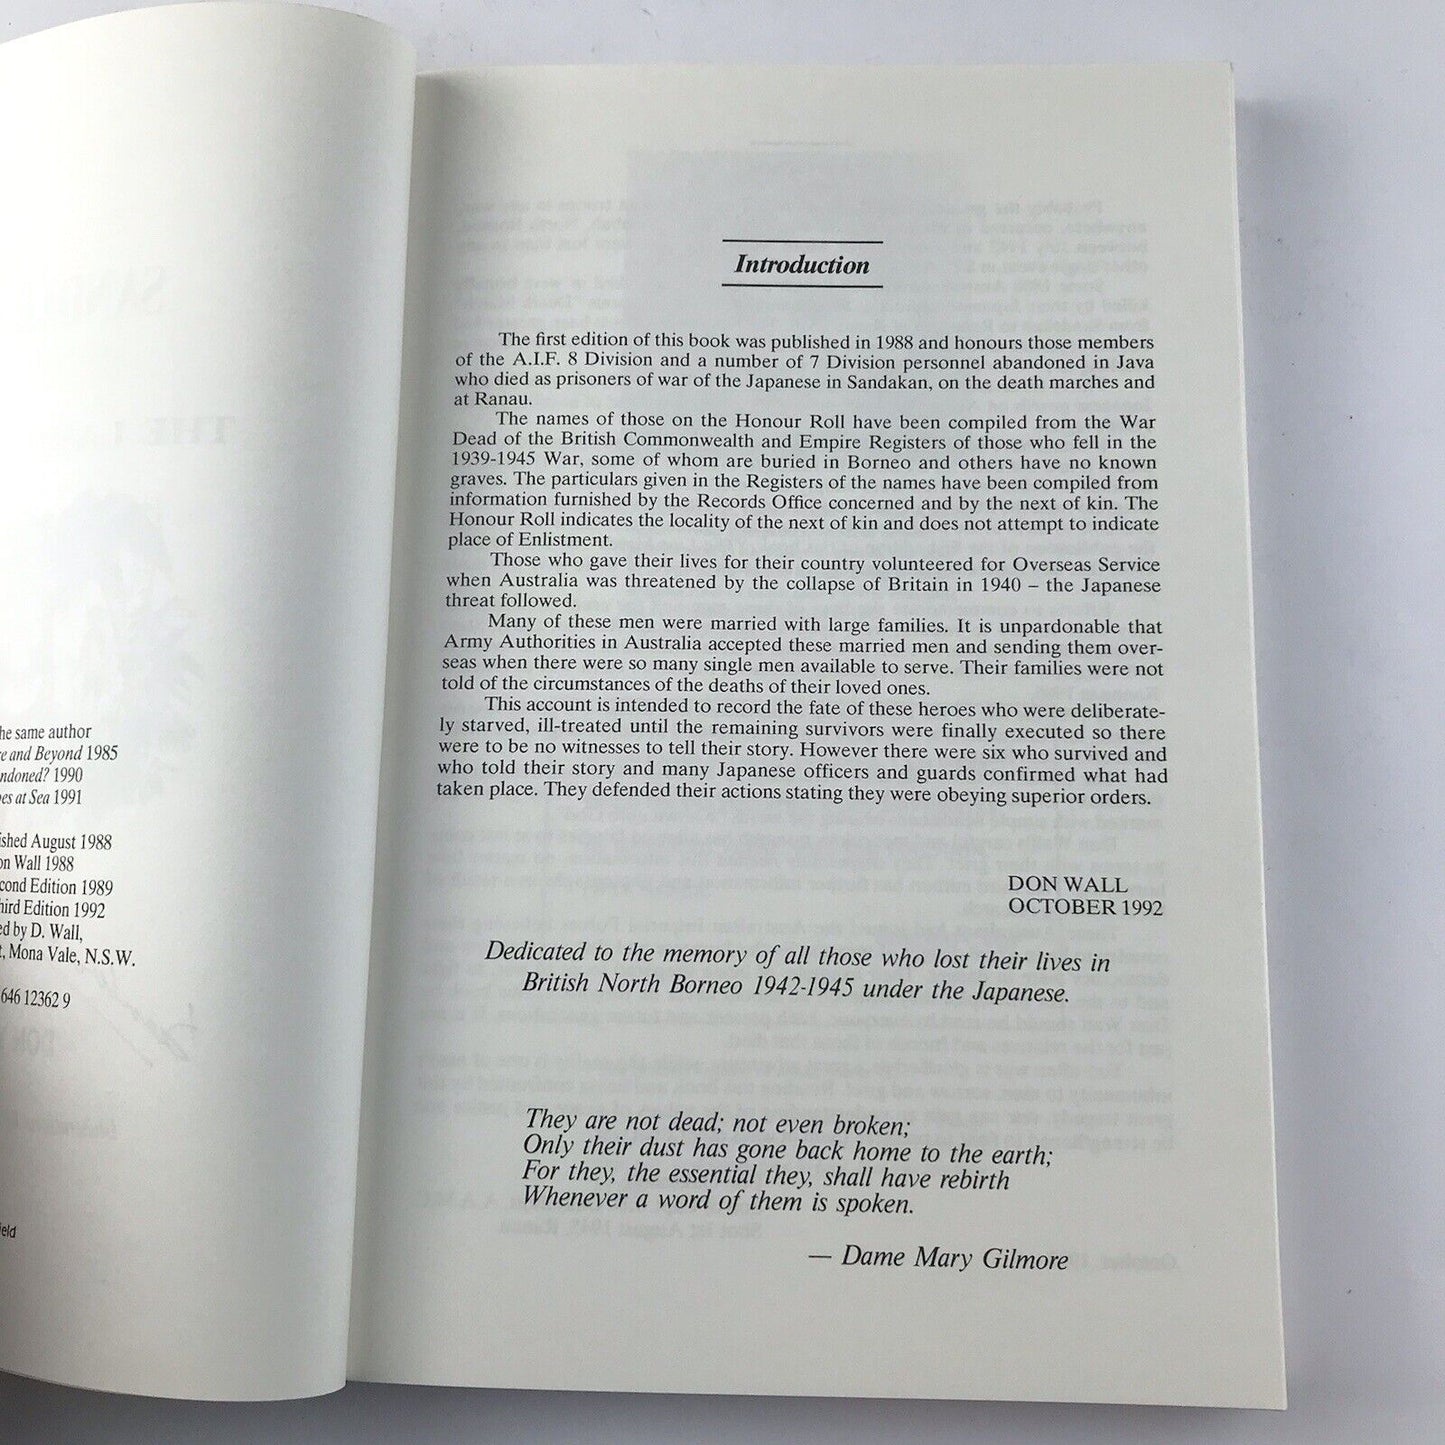 he same author
e and Beyond 1985
ndoned? 1990
es at Sea 1991
ished August 1988
on Wall 1988
cond Edition 1989
hird Edition 1992
ed by D. Wall,
t, Mona Vale, N.S.W.
646 12362 9
ield
Introduction
The first edition of this book was published in 1988 and honours those members
of the A.I.F. 8 Division and a number of 7 Division personnel abandoned in Java
who died as prisoners of war of the Japanese in Sandakan, on the death marches and
at Ranau.
The names of those on the Honour Roll have been compiled from the War
Dead of the British Commonwealth and Empire Registers of those who fell in the
1939-1945 War, some of whom are buried in Borneo and others have no known
graves. The particulars given in the Registers of the names have been compiled from
information furnished by the Records Office concerned and by the next of kin. The
Honour Roll indicates the locality of the next of kin and does not attempt to indicate
place of Enlistment.
Those who gave their lives for their country volunteered for Overseas Service
when Australia was threatened by the collapse of Britain in 1940 – the Japanese
threat followed.
Many of these men were married with large families. It is unpardonable that
Army Authorities in Australia accepted these married men and sending them over-
seas when there were so many single men available to serve. Their families were not
told of the circumstances of the deaths of their loved ones.
This account is intended to record the fate of these heroes who were deliberate-
ly starved, ill-treated until the remaining survivors were finally executed so there
were to be no witnesses to tell their story. However there were six who survived and
who told their story and many Japanese officers and guards confirmed what had
taken place. They defended their actions stating they were obeying superior orders.
DON WALL
OCTOBER 1992
Dedicated to the memory of all those who lost their lives in
British North Borneo 1942-1945 under the Japanese.
They are not dead; not even broken;
Only their dust has gone back home to the earth;
For they, the essential they, shall have rebirth
Whenever a word of them is spoken.
— Dame Mary Gilmore